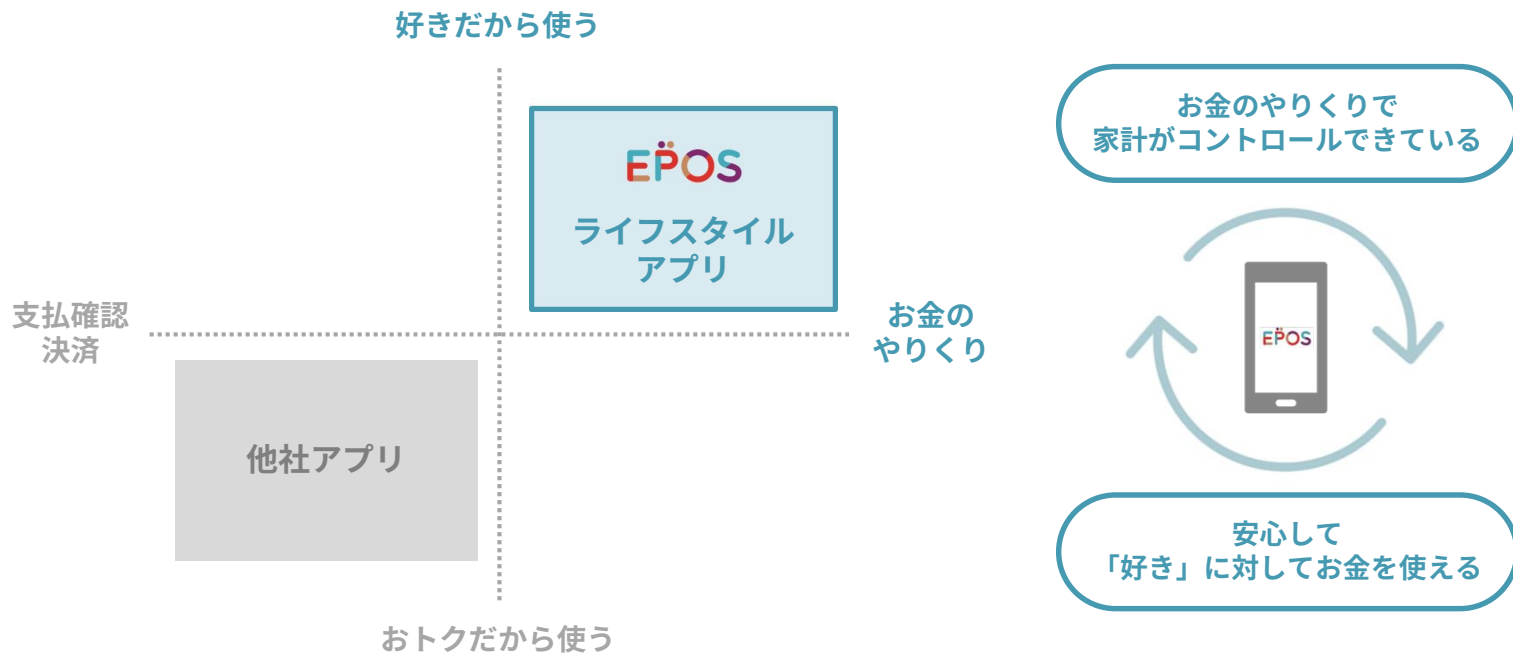 好きだから使う
EPOS
ライフスタイル
アプリ
支払確認
決済
お金の
やりくり
他社アプリ
おトクだから使う
お金のやりくりで
家計がコントロールできている
EPOS
安心して
「好き」に対してお金を使える